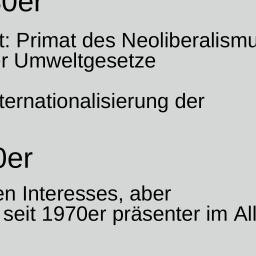 0er
t: Primat des Neoliberalismu
r Umweltgesetze
ternationalisierung der
0er
en Interesses, aber
seit 1970er präsenter im All